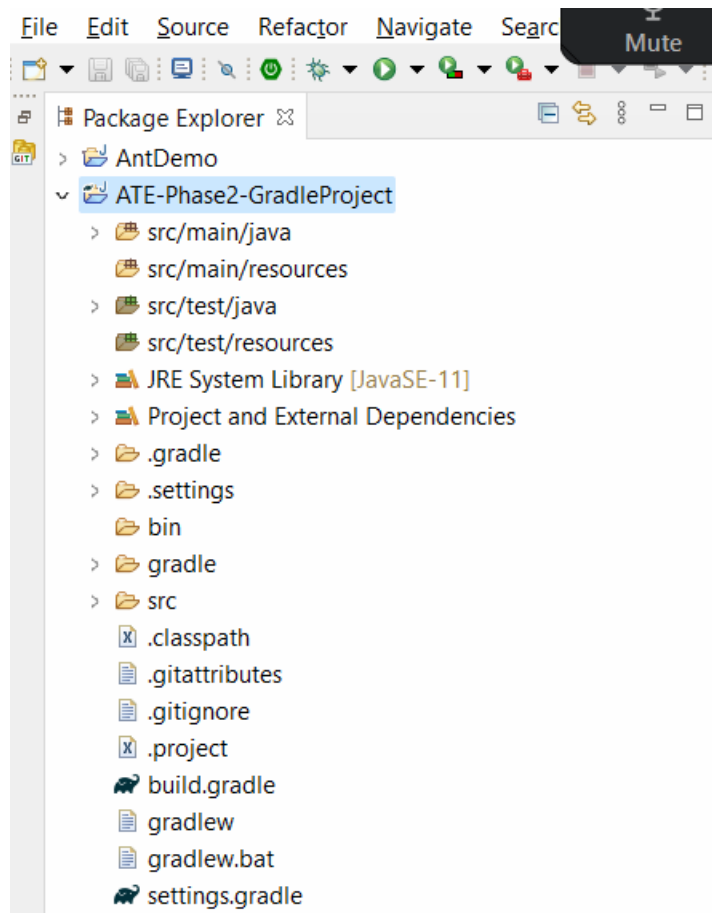 File Edit Source Refactor Navigate Searc
Mute
Package Explorer
GIT
AntDemo
ATE-Phase2-GradleProject
src/main/java
src/main/resources
src/test/java
src/test/resources
JRE System Library [JavaSE-11]
Project and External Dependencies
.gradle
.settings
bin
gradle
src
.classpath
.gitattributes
.gitignore
.project
build.gradle
gradlew
gradlew.bat
settings.gradle